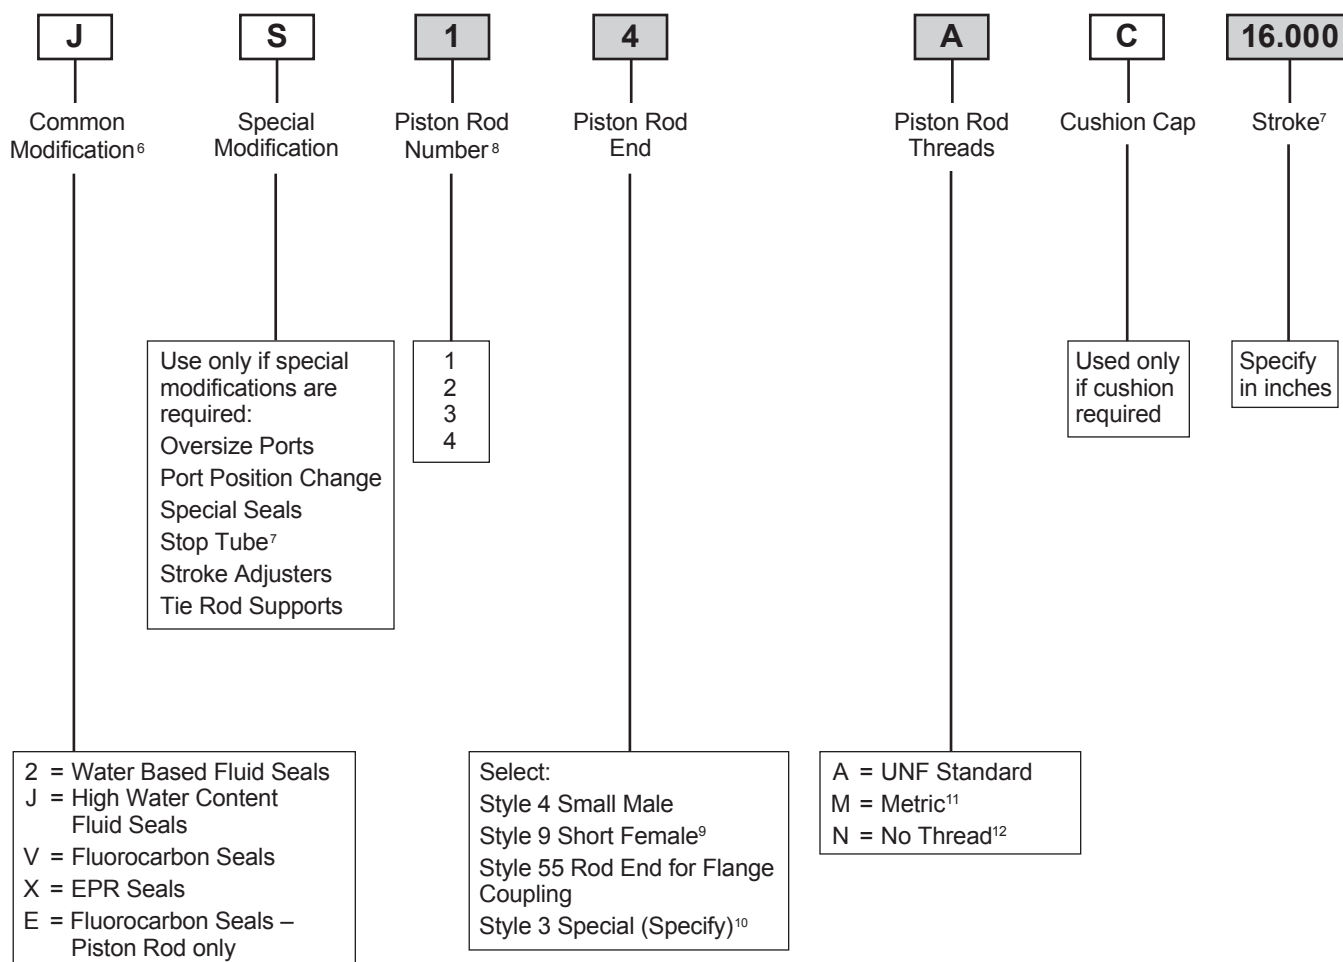 J S 1 4 A C 16.000
Common
Modification⁶
Special
Modification
Piston Rod
Number⁸
Piston Rod
End
Piston Rod
Threads
Cushion Cap
Stroke⁷
Use only if special
modifications are
required:
Oversize Ports
Port Position Change
Special Seals
Stop Tube⁷
Stroke Adjusters
Tie Rod Supports
1
2
3
4
Used only
if cushion
required
Specify
in inches
2 = Water Based Fluid Seals
J = High Water Content
Fluid Seals
V = Fluorocarbon Seals
X = EPR Seals
E = Fluorocarbon Seals –
Piston Rod only
Select:
Style 4 Small Male
Style 9 Short Female⁹
Style 55 Rod End for Flange
Coupling
Style 3 Special (Specify)¹⁰
A = UNF Standard
M = Metric¹¹
N = No Thread¹²